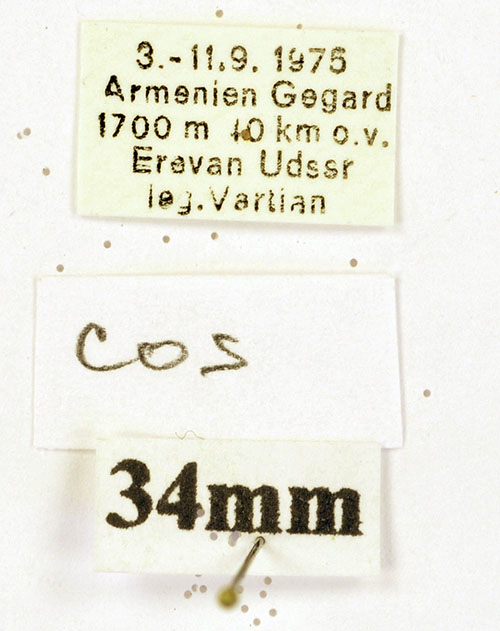 3.-11.9. 1975
Armenien Gegard
1700 m 40 km o.v.
Erevan Udssr
leg. Vartian
cos
34mm